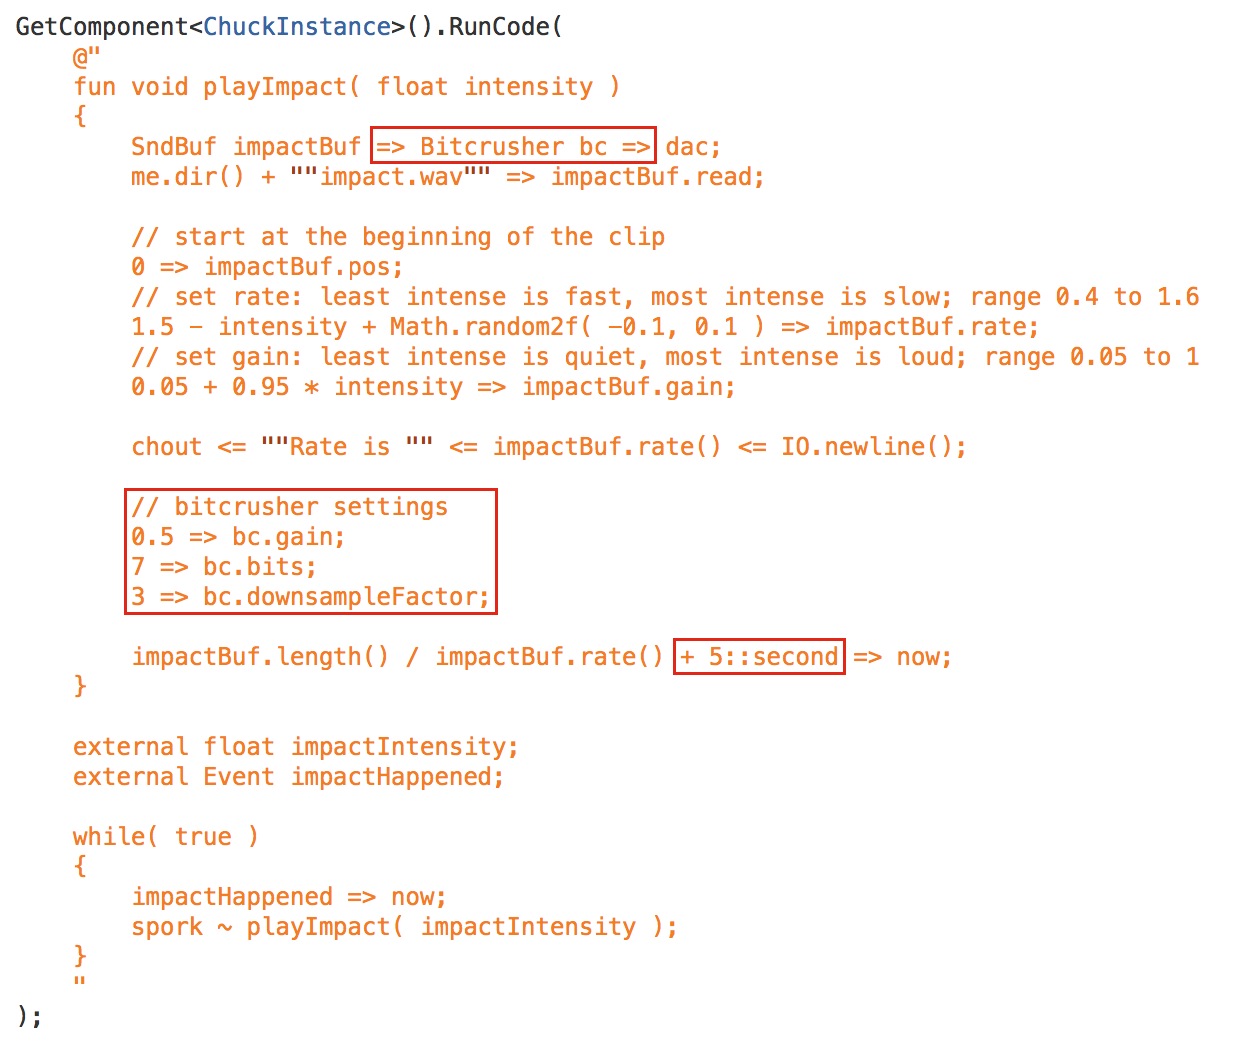 GetComponent<ChuckInstance>().RunCode(
@"
fun void playImpact( float intensity )
{
SndBuf impactBuf => Bitcrusher bc => dac;
me.dir() + ""impact.wav"" => impactBuf.read;
// start at the beginning of the clip
0 => impactBuf.pos;
// set rate: least intense is fast, most intense is slow; range 0.4 to 1.6
1.5 - intensity + Math.random2f( -0.1, 0.1 ) => impactBuf.rate;
// set gain: least intense is quiet, most intense is loud; range 0.05 to 1
0.05 + 0.95 * intensity => impactBuf.gain;
chout <= ""Rate is "" <= impactBuf.rate() <= IO.newline();
// bitcrusher settings
0.5 => bc.gain;
7 => bc.bits;
3 => bc.downsampleFactor;
impactBuf.length() / impactBuf.rate() + 5::second => now;
}
external float impactIntensity;
external Event impactHappened;
while( true )
{
impactHappened => now;
spork ~ playImpact( impactIntensity );
}
"
);